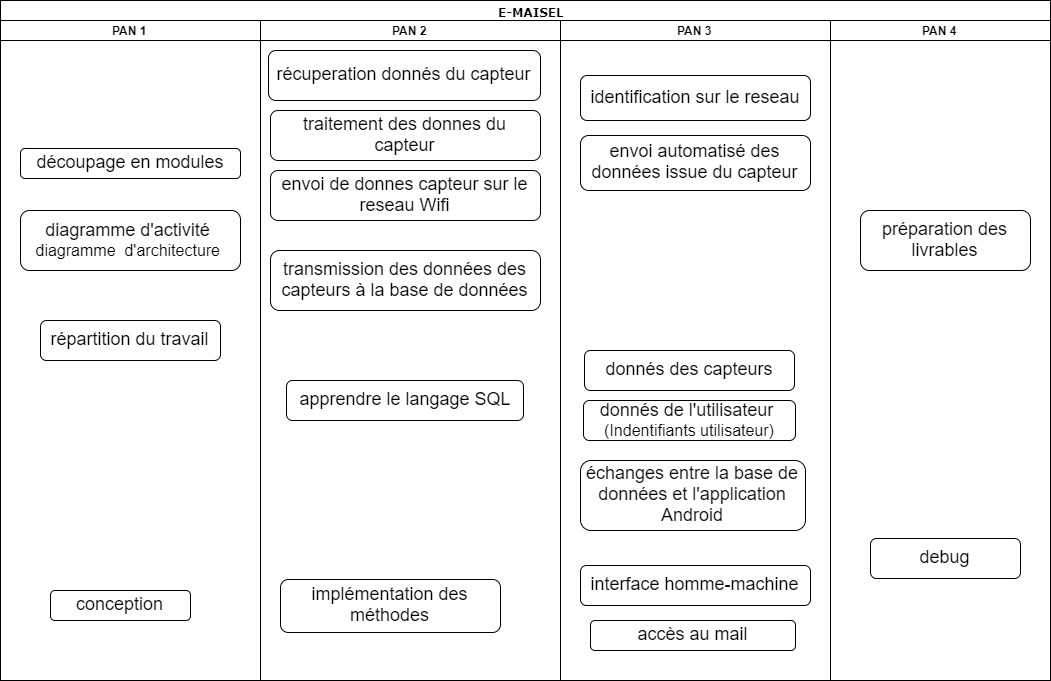 E-MAISEL
PAN 1
PAN 2
PAN 3
PAN 4
découpage en modules
diagramme d'activité
diagramme d'architecture
répartition du travail
conception
récuperation donnés du capteur
traitement des donnes du
capteur
envoi de donnes capteur sur le
reseau Wifi
transmission des données des
capteurs à la base de données
apprendre le langage SQL
implémentation des
méthodes
identification sur le reseau
envoi automatisé des
données issue du capteur
donnés des capteurs
donnés de l'utilisateur
(Indentifiants utilisateur)
échanges entre la base de
données et l'application
Android
interface homme-machine
accès au mail
préparation des
livrables
debug